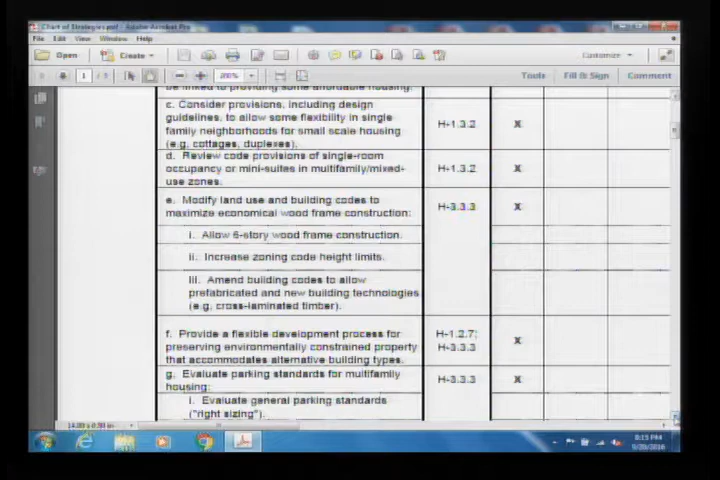 Chart of Strategies.pdf - Adobe Acrobat Pro
File Edit View Window Help
Open Create Customize
1 / 200% Tools Fill & Sign Comment
be linked to providing some affordable housing.
c. Consider provisions, including design
guidelines, to allow some flexibility in single
family neighborhoods for small scale housing
(e.g, cottages, duplexes).
H-1.3.2 X
d. Review code provisions of single-room
occupancy or mini-suites in multifamily/mixed-
use zones.
H-1.3.2 X
e. Modify land use and building codes to
maximize economical wood frame construction:
H-3.3.3 X
i. Allow 6-story wood frame construction.
ii. Increase zoning code height limits.
iii. Amend building codes to allow
prefabricated and new building technologies
(e.g, cross-laminated timber).
f. Provide a flexible development process for
preserving environmentally constrained property
that accommodates alternative building types.
H-1.2.7;
H-3.3.3
X
g. Evaluate parking standards for multifamily
housing:
H-3.3.3 X
i. Evaluate general parking standards
("right sizing").
8:15 PM